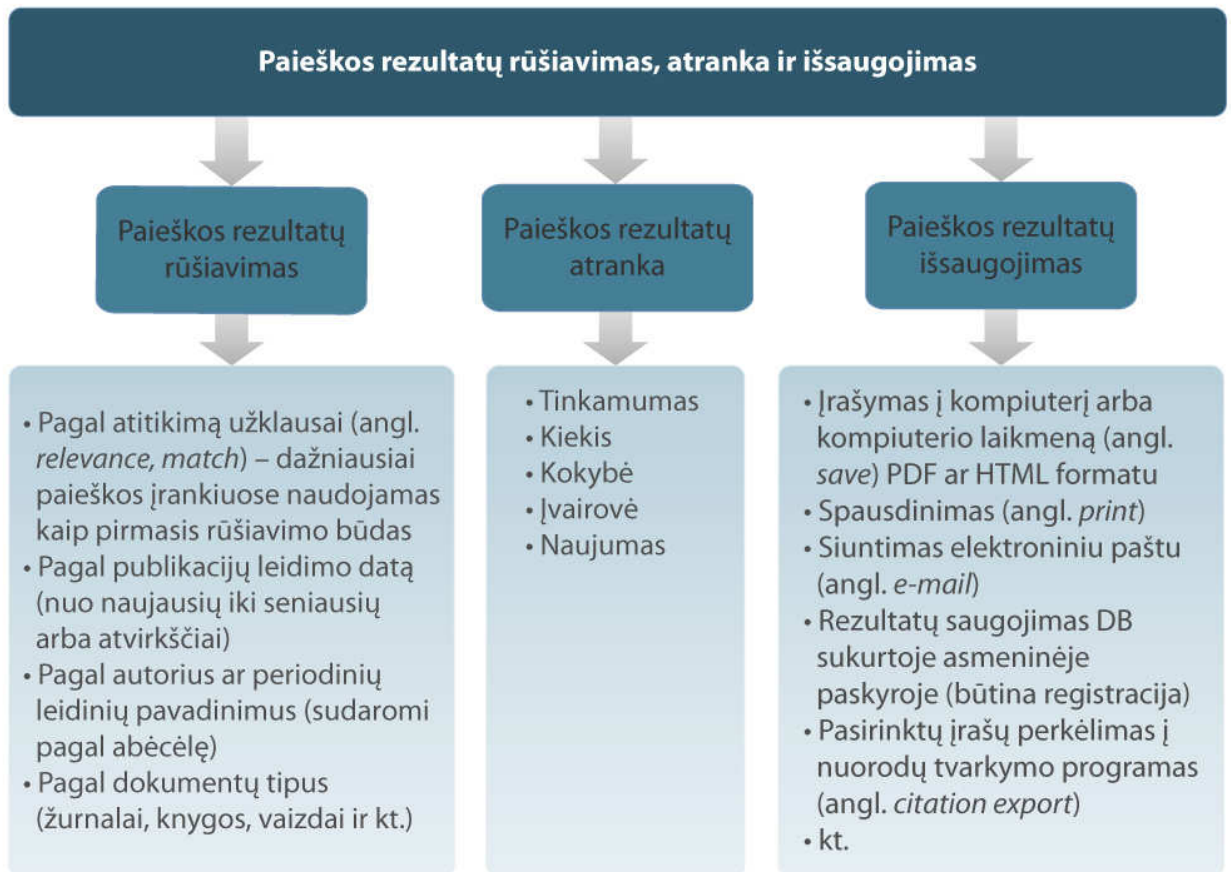 Paieškos rezultatų rūšiavimas, atranka ir išsaugojimas
Paieškos rezultatų
rūšiavimas
Paieškos rezultatų
atranka
Paieškos rezultatų
išsaugojimas
• Pagal atitikimą užklausai (angl.
relevance, match) – dažniausiai
paieškos įrankiuose naudojamas
kaip pirmasis rūšiavimo būdas
• Pagal publikacijų leidimo datą
(nuo naujausių iki seniausių
arba atvirkščiai)
• Pagal autorius ar periodinių
leidinių pavadinimus (sudaromi
pagal abėcėlę)
• Pagal dokumentų tipus
(žurnalai, knygos, vaizdai ir kt.)
• Tinkamumas
• Kiekis
• Kokybė
• Įvairovė
• Naujumas
• Įrašymas į kompiuterį arba
kompiuterio laikmeną (angl.
save) PDF ar HTML formatu
• Spausdinimas (angl. print)
• Siuntimas elektroniniu paštu
(angl. e-mail)
• Rezultatų saugojimas DB
sukurtoje asmeninėje
paskyroje (būtina registracija)
• Pasirinktų įrašų perkėlimas į
nuorodų tvarkymo programas
(angl. citation export)
• kt.